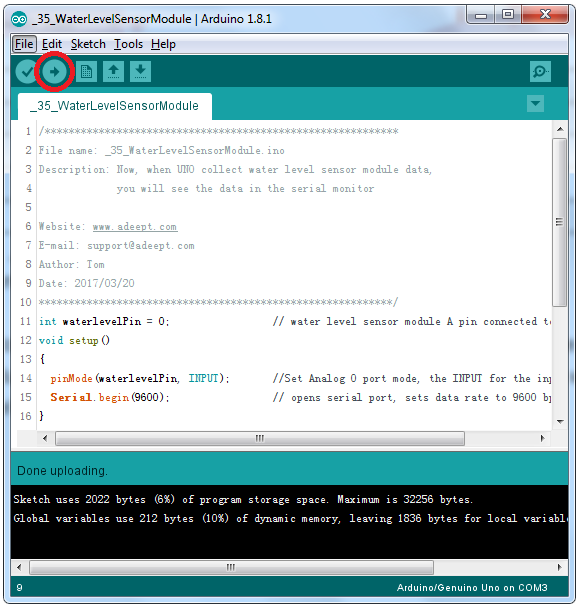 _35_WaterLevelSensorModule | Arduino 1.8.1
File Edit Sketch Tools Help
_35_WaterLevelSensorModule
1 /***********************************************************
2 File name: _35_WaterLevelSensorModule.ino
3 Description: Now, when UNO collect water level sensor module data,
4 you will see the data in the serial monitor
5
6 Website: www.adeept.com
7 E-mail: support@adeept.com
8 Author: Tom
9 Date: 2017/03/20
10 ***********************************************************/
11 int waterlevelPin = 0; // water level sensor module A pin connected to
12 void setup()
13 {
14 pinMode(waterlevelPin, INPUT); //Set Analog 0 port mode, the INPUT for the inp
15 Serial.begin(9600); // opens serial port, sets data rate to 9600 bp
16 }
Done uploading.
Sketch uses 2022 bytes (6%) of program storage space. Maximum is 32256 bytes.
Global variables use 212 bytes (10%) of dynamic memory, leaving 1836 bytes for local variable
9 Arduino/Genuino Uno on COM3